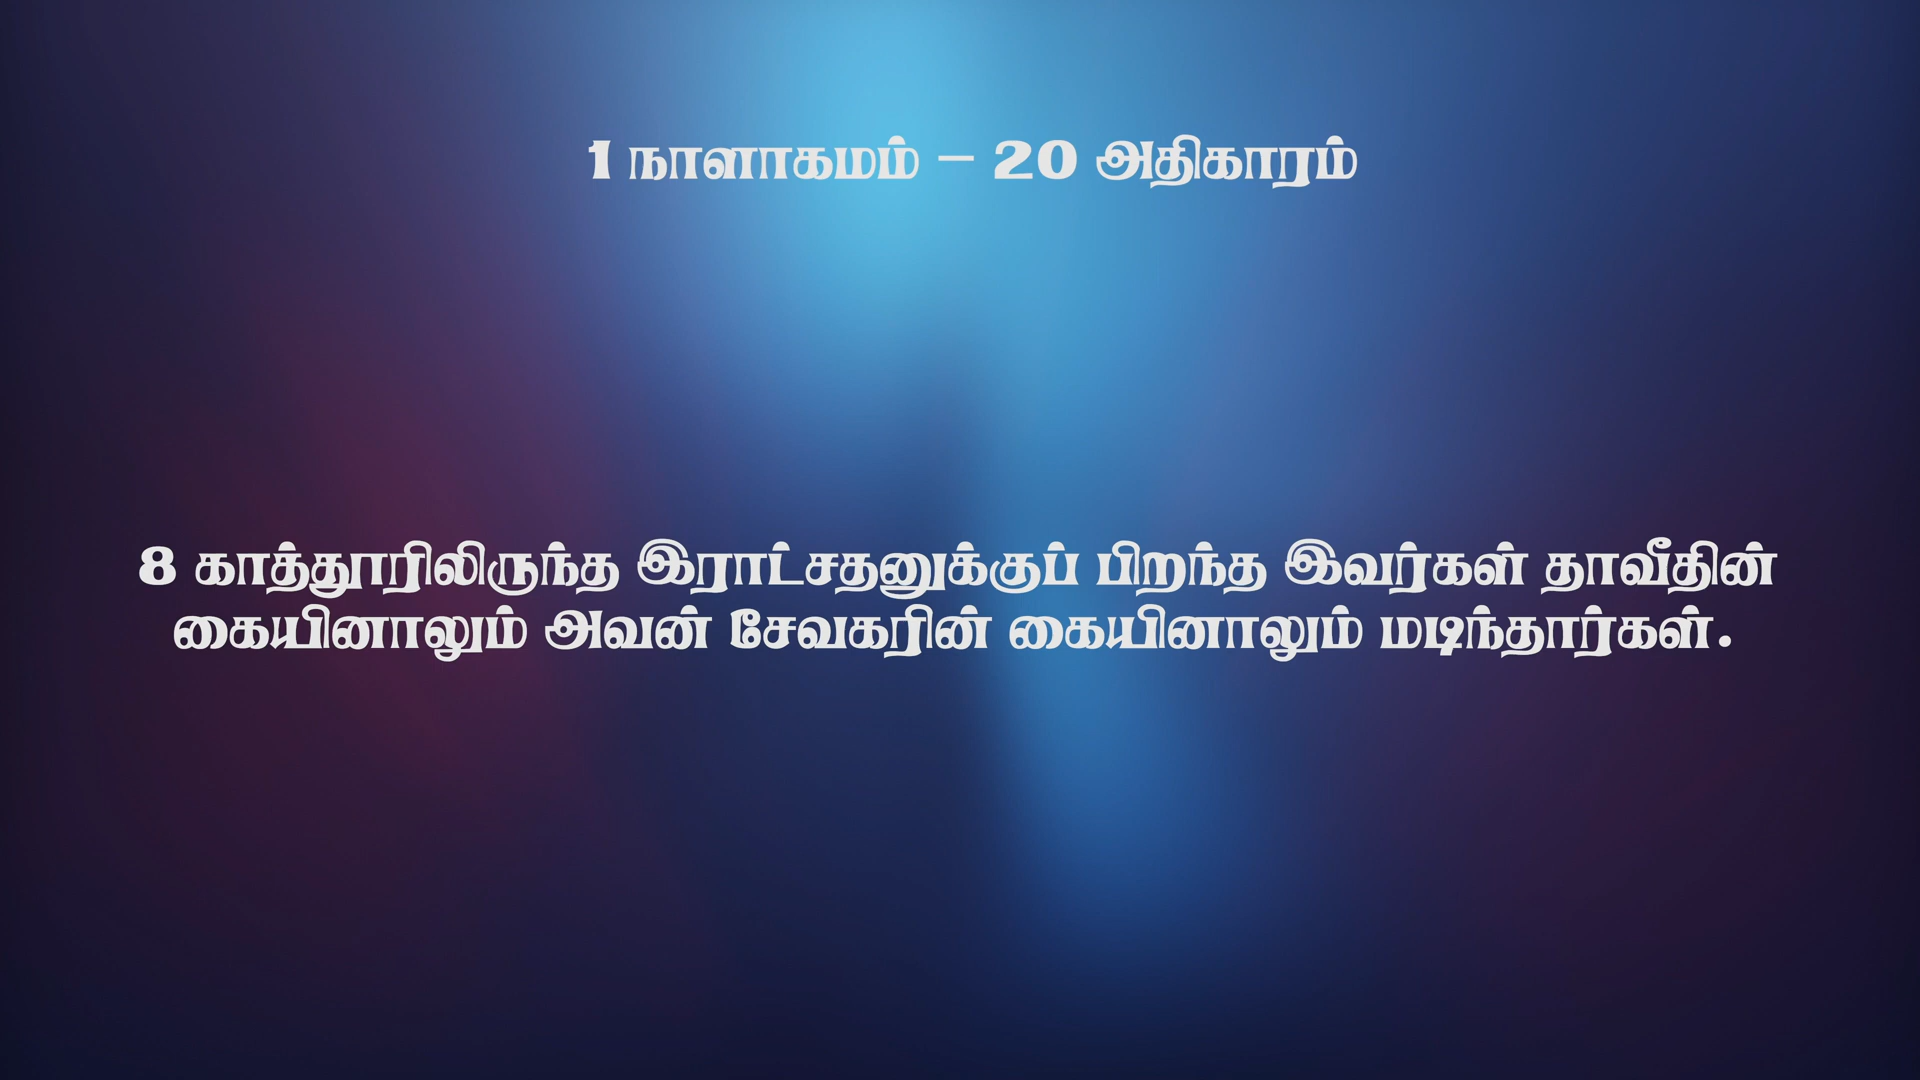 1 நாளாகமம் – 20 அதிகாரம்
8 காத்தூரிலிருந்த இராட்சதனுக்குப் பிறந்த இவர்கள் தாவீதின்
கையினாலும் அவன் சேவகரின் கையினாலும் மடிந்தார்கள்.